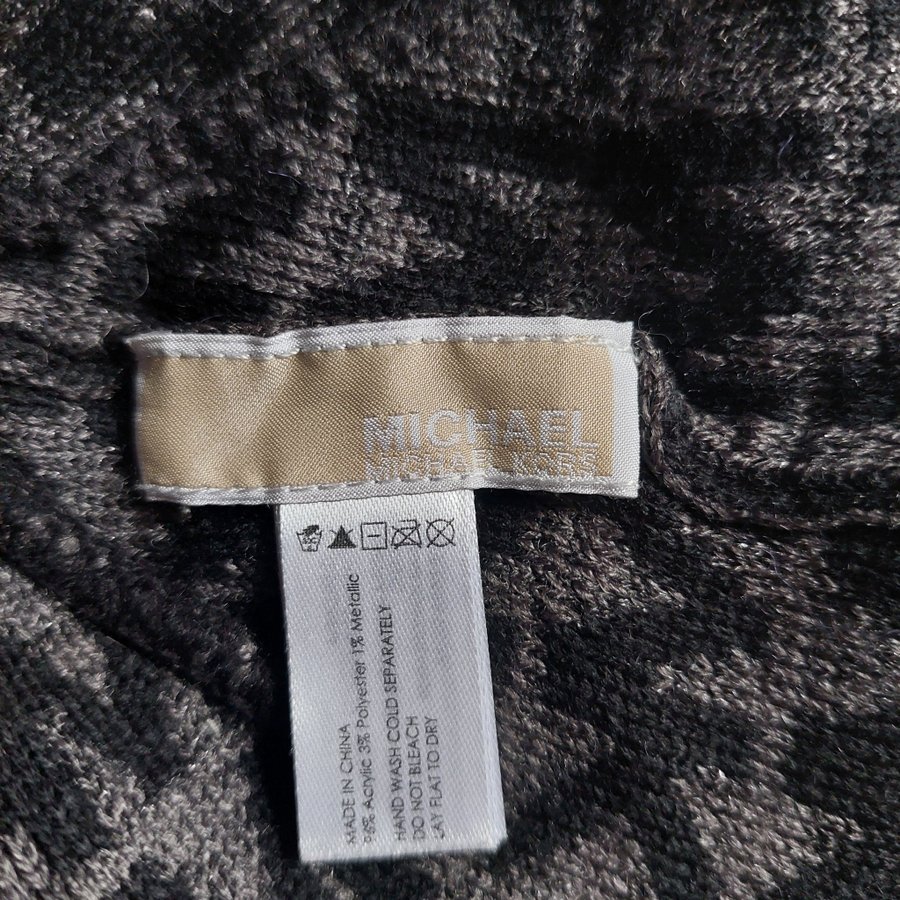 MICHAEL
MICHAEL KORS
MADE IN CHINA
96% Acrylic 3% Polyester 1% Metallic
HAND WASH COLD SEPARATELY
DO NOT BLEACH
LAY FLAT TO DRY